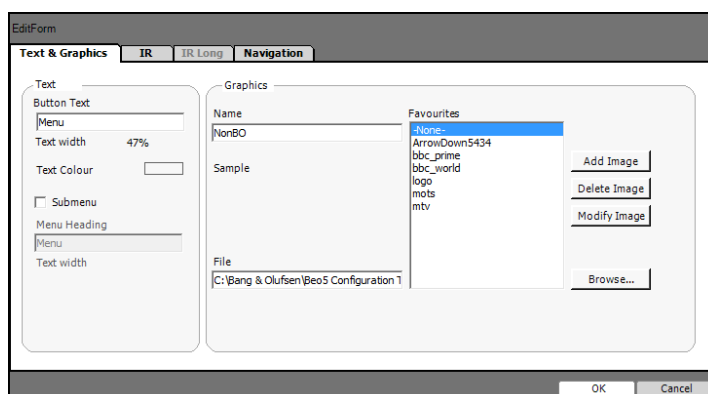 EditForm
Text & Graphics IR IR Long Navigation
Text
Button Text
Menu
Text width 47%
Text Colour
Submenu
Menu Heading
Menu
Text width
Graphics
Name
NonBO
Sample
File
C:\Bang & Olufsen\Beo5 Configuration T
Favourites
-None-
ArrowDown5434
bbc_prime
bbc_world
logo
mots
mtv
Add Image
Delete Image
Modify Image
Browse...
OK Cancel